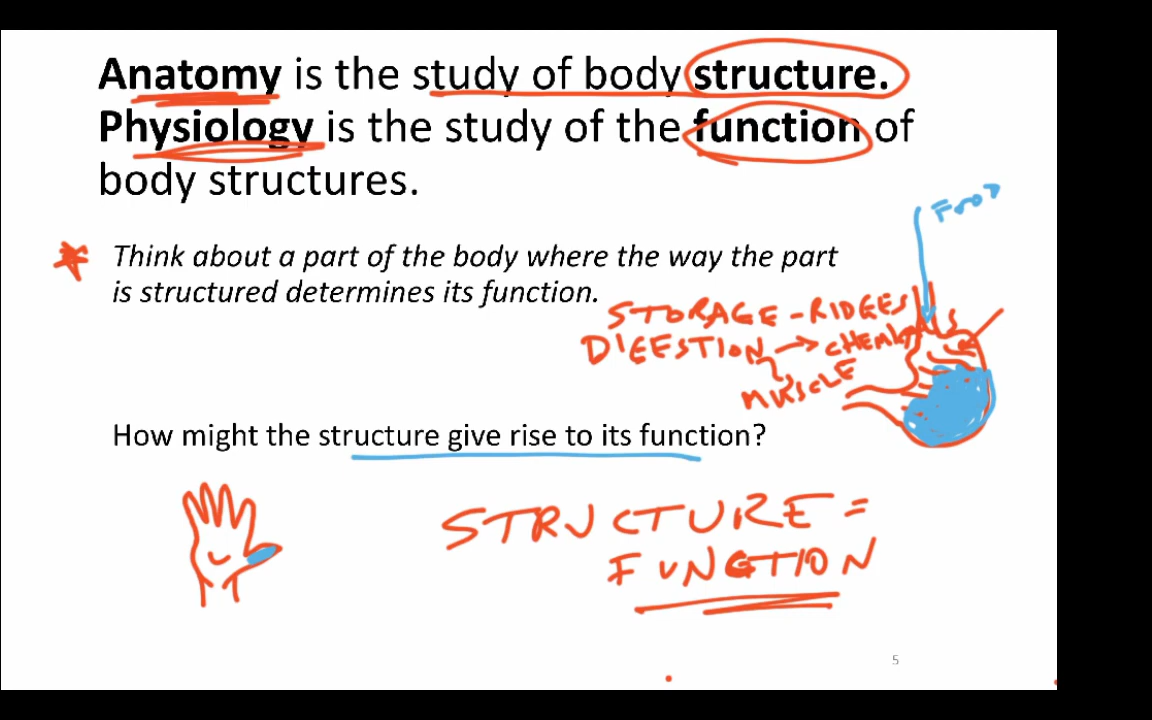 Anatomy is the study of body structure.
Physiology is the study of the function of
body structures.
Food
Think about a part of the body where the way the part
is structured determines its function.
STORAGE - RIDGES
DIGESTION → CHEMICAL
MUSCLE
How might the structure give rise to its function?
STRUCTURE =
FUNCTION
5